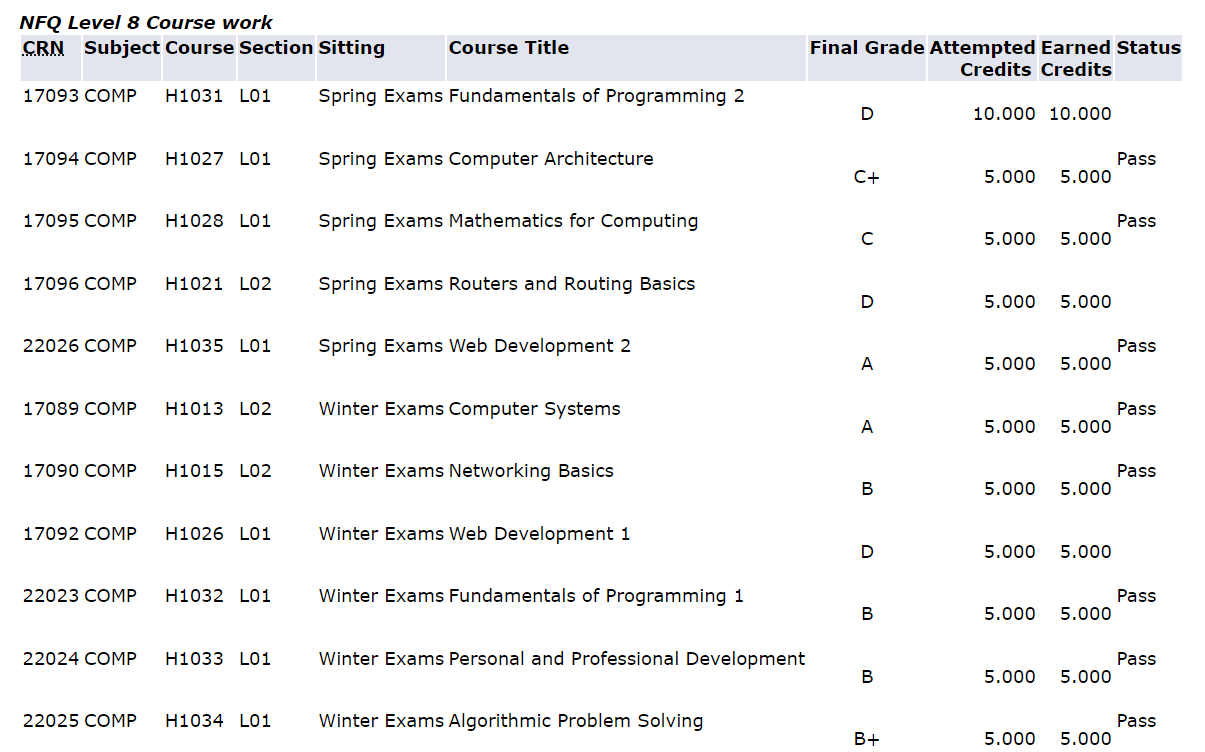 NFQ Level 8 Course work
CRN Subject Course Section Sitting Course Title Final Grade Attempted Credits Earned Credits Status
17093 COMP H1031 L01 Spring Exams Fundamentals of Programming 2 D 10.000 10.000
17094 COMP H1027 L01 Spring Exams Computer Architecture C+ 5.000 5.000 Pass
17095 COMP H1028 L01 Spring Exams Mathematics for Computing C 5.000 5.000 Pass
17096 COMP H1021 L02 Spring Exams Routers and Routing Basics D 5.000 5.000
22026 COMP H1035 L01 Spring Exams Web Development 2 A 5.000 5.000 Pass
17089 COMP H1013 L02 Winter Exams Computer Systems A 5.000 5.000 Pass
17090 COMP H1015 L02 Winter Exams Networking Basics B 5.000 5.000 Pass
17092 COMP H1026 L01 Winter Exams Web Development 1 D 5.000 5.000
22023 COMP H1032 L01 Winter Exams Fundamentals of Programming 1 B 5.000 5.000 Pass
22024 COMP H1033 L01 Winter Exams Personal and Professional Development B 5.000 5.000 Pass
22025 COMP H1034 L01 Winter Exams Algorithmic Problem Solving B+ 5.000 5.000 Pass